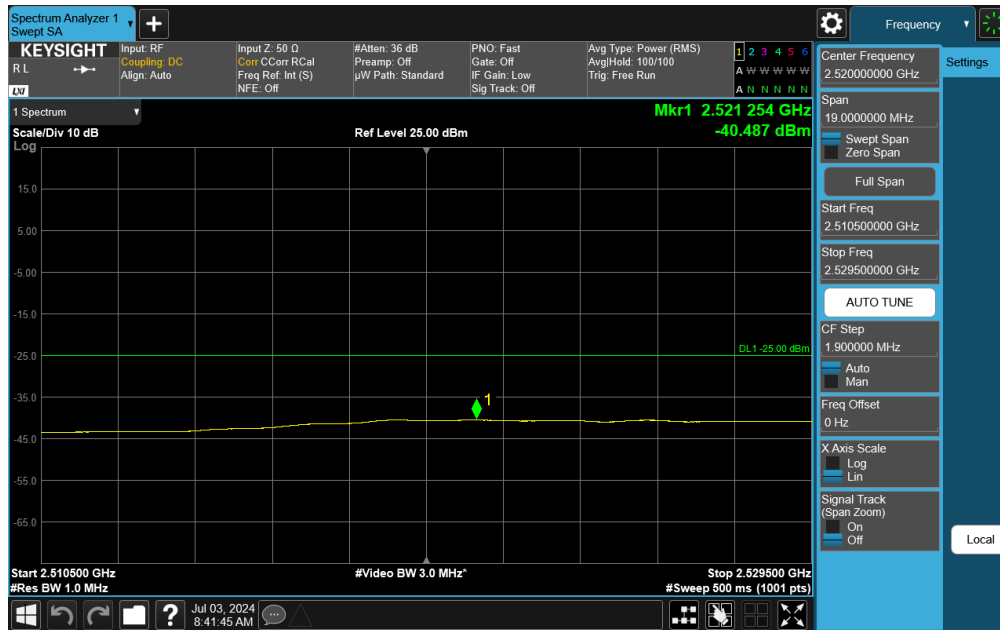 Spectrum Analyzer 1
Swept SA
Frequency
KEYSIGHT
R L
LXI
Input: RF
Coupling: DC
Align: Auto
Input Z: 50 Ω
Corr CCorr RCal
Freq Ref: Int (S)
NFE: Off
#Atten: 36 dB
Preamp: Off
µW Path: Standard
PNO: Fast
Gate: Off
IF Gain: Low
Sig Track: Off
Avg Type: Power (RMS)
Avg|Hold: 100/100
Trig: Free Run
1 2 3 4 5 6
A W W W W W
A N N N N N
1 Spectrum
Scale/Div 10 dB
Log
Ref Level 25.00 dBm
Mkr1 2.521 254 GHz
-40.487 dBm
15.0
5.00
-5.00
-15.0
-25.0
-35.0
-45.0
-55.0
-65.0
DL1 -25.00 dBm
1
Start 2.510500 GHz
#Res BW 1.0 MHz
#Video BW 3.0 MHz*
Stop 2.529500 GHz
#Sweep 500 ms (1001 pts)
Center Frequency
2.520000000 GHz
Span
19.0000000 MHz
Swept Span
Zero Span
Full Span
Start Freq
2.510500000 GHz
Stop Freq
2.529500000 GHz
AUTO TUNE
CF Step
1.900000 MHz
Auto
Man
Freq Offset
0 Hz
X Axis Scale
Log
Lin
Signal Track
(Span Zoom)
On
Off
Settings
Local
?
Jul 03, 2024
8:41:45 AM